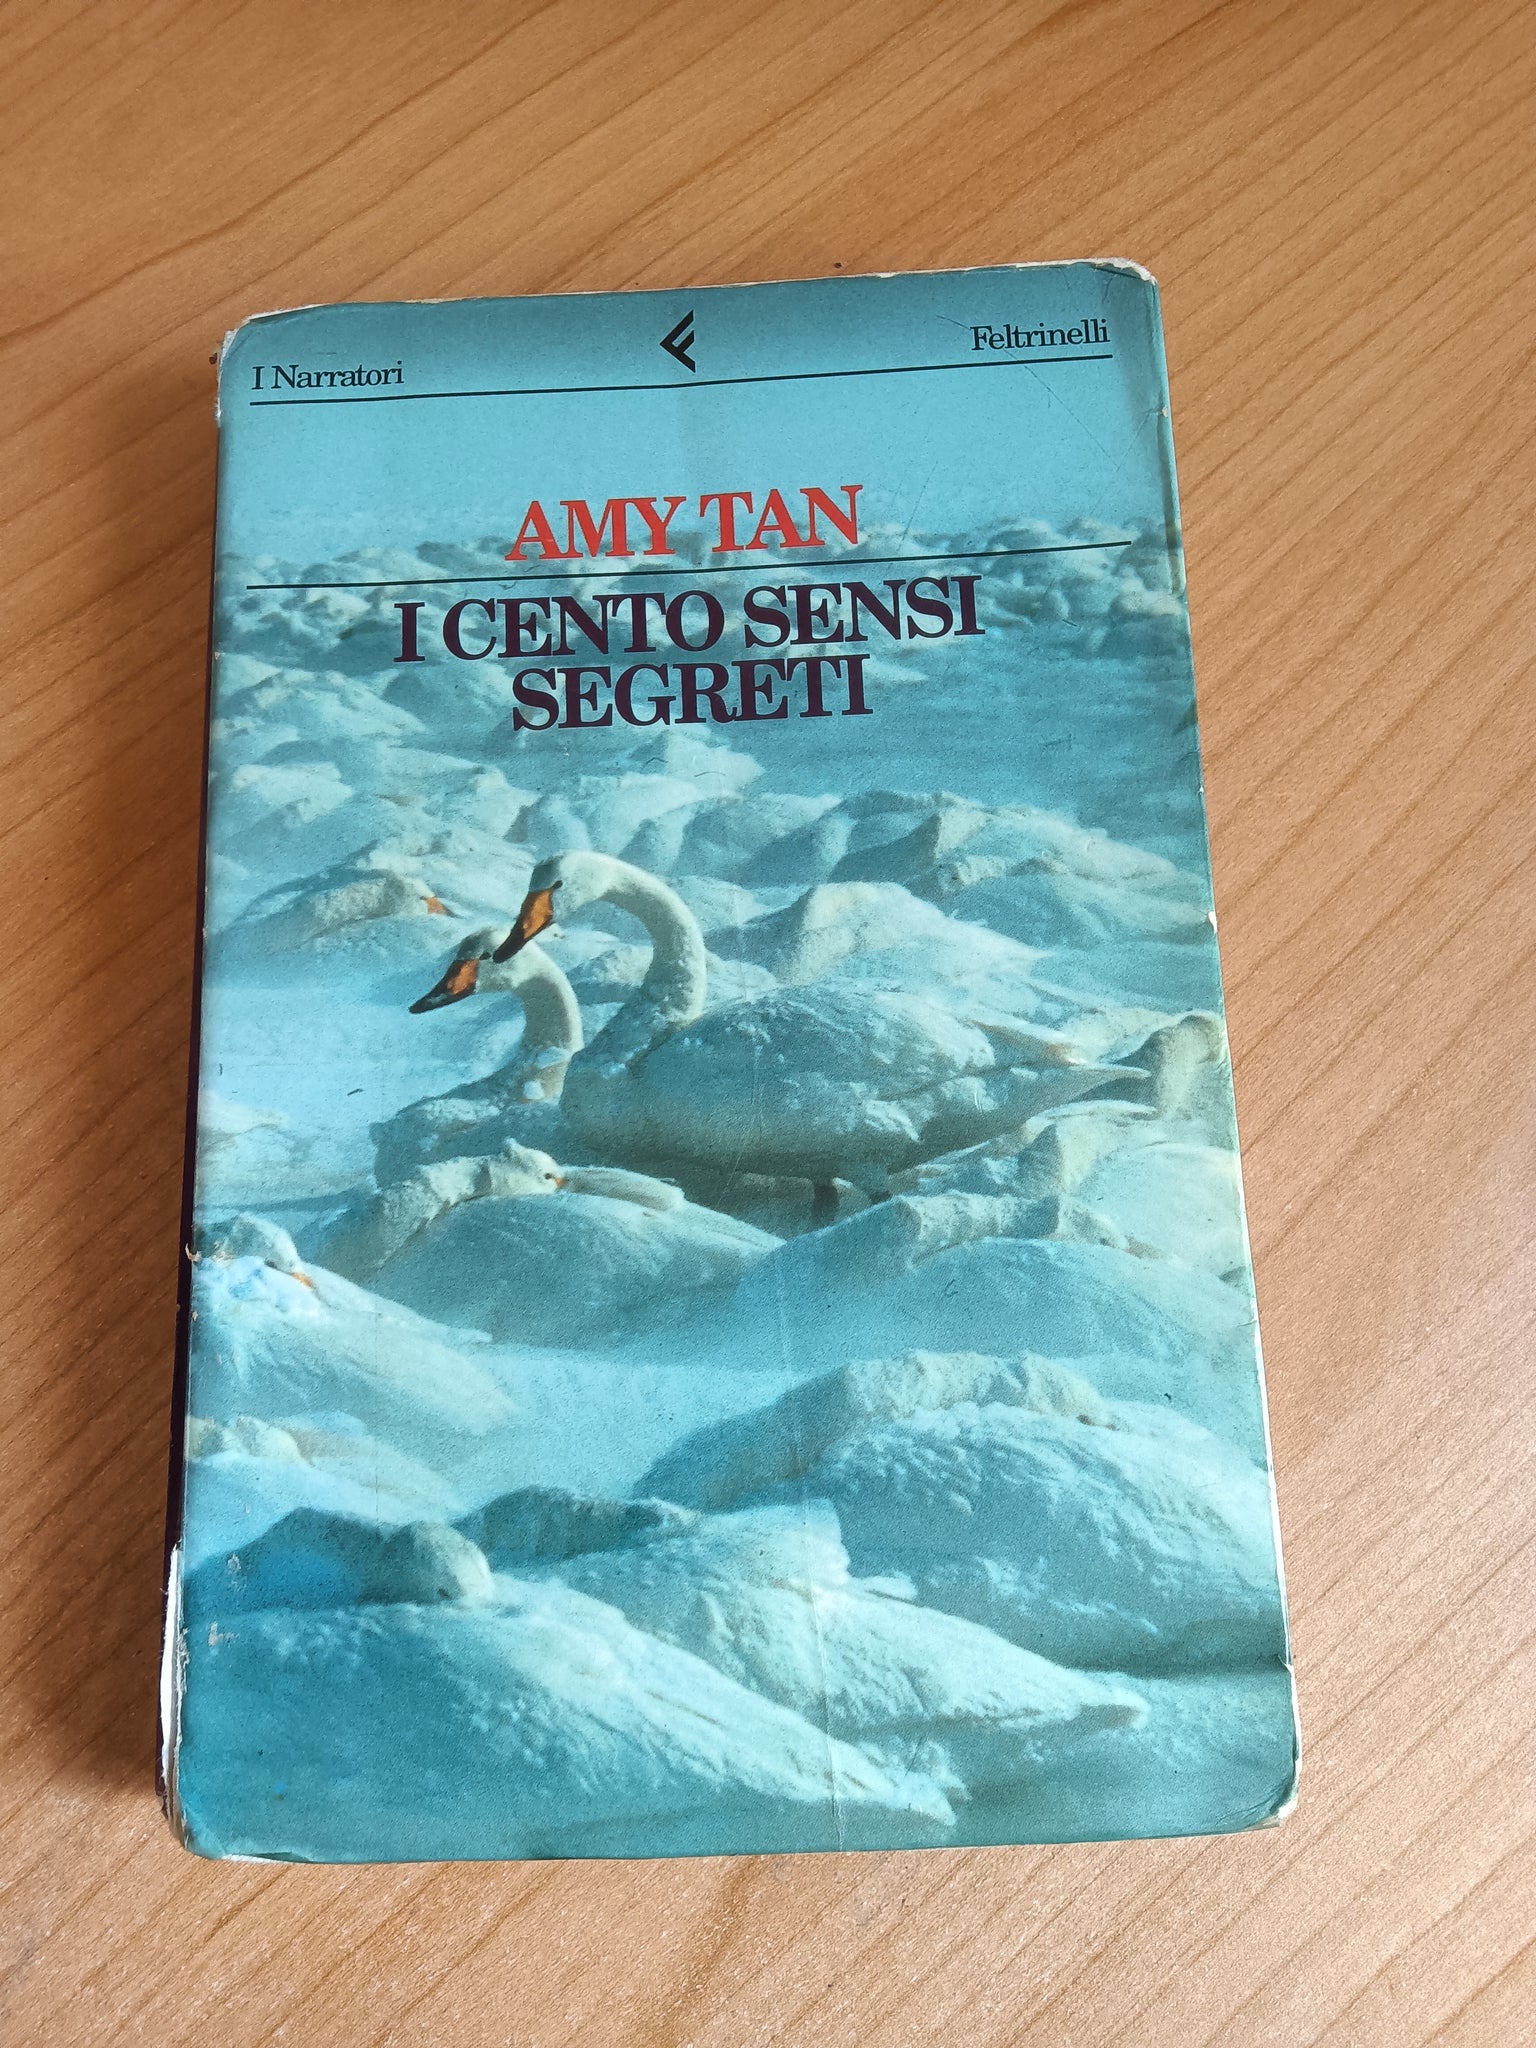 I Narratori
Feltrinelli
AMY TAN
I CENTO SENSI
SEGRETI